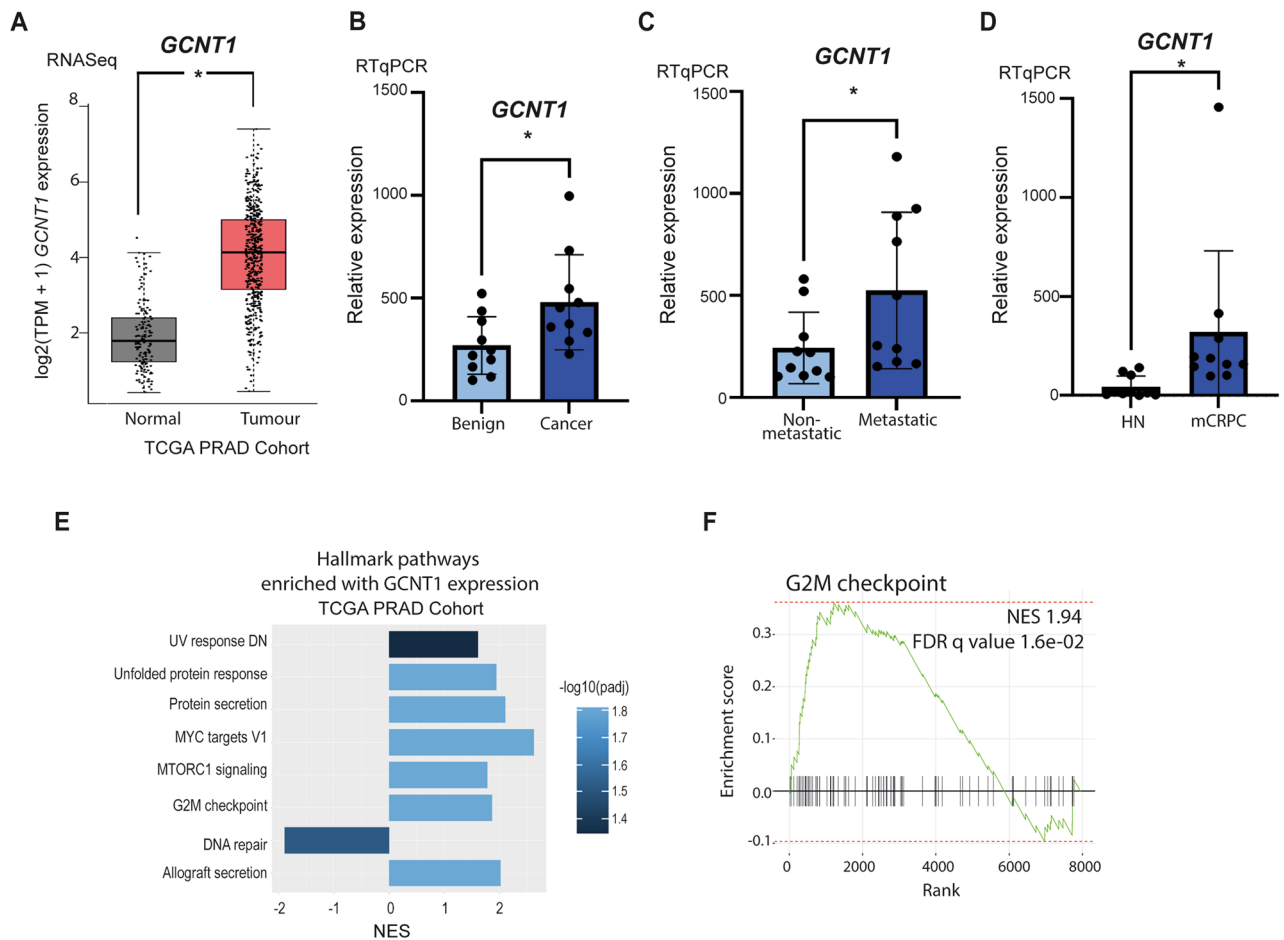 A
GCNT1
RNASeq
*
log2(TPM + 1) GCNT1 expression
8
6
4
2
Normal
Tumour
TCGA PRAD Cohort
B
RTqPCR
GCNT1
*
Relative expression
1500
1000
500
0
Benign
Cancer
C
GCNT1
RTqPCR
*
Relative expression
1500
1000
500
0
Non-
metastatic
Metastatic
D
GCNT1
RTqPCR
*
Relative expression
1500
1000
500
0
HN
mCRPC
E
Hallmark pathways
enriched with GCNT1 expression
TCGA PRAD Cohort
UV response DN
Unfolded protein response
Protein secretion
MYC targets V1
MTORC1 signaling
G2M checkpoint
DNA repair
Allograft secretion
-2
-1
0
1
2
NES
-log10(padj)
1.8
1.7
1.6
1.5
1.4
F
G2M checkpoint
NES 1.94
FDR q value 1.6e-02
Enrichment score
0.3
0.2
0.1
0.0
-0.1
0
2000
4000
6000
8000
Rank